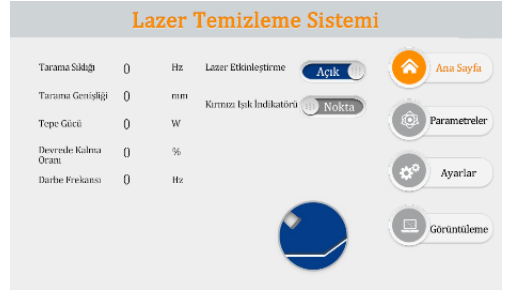 Lazer Temizleme Sistemi
Tarama Sıklığı 0 Hz Lazer Etkinleştirme Açık Ana Sayfa
Tarama Genişliği 0 mm Kırmızı Işık İndikatörü Nokta
Tepe Gücü 0 W Parametreler
Devrede Kalma
Oranı 0 %
Darbe Frekansı 0 Hz Ayarlar
Görüntüleme